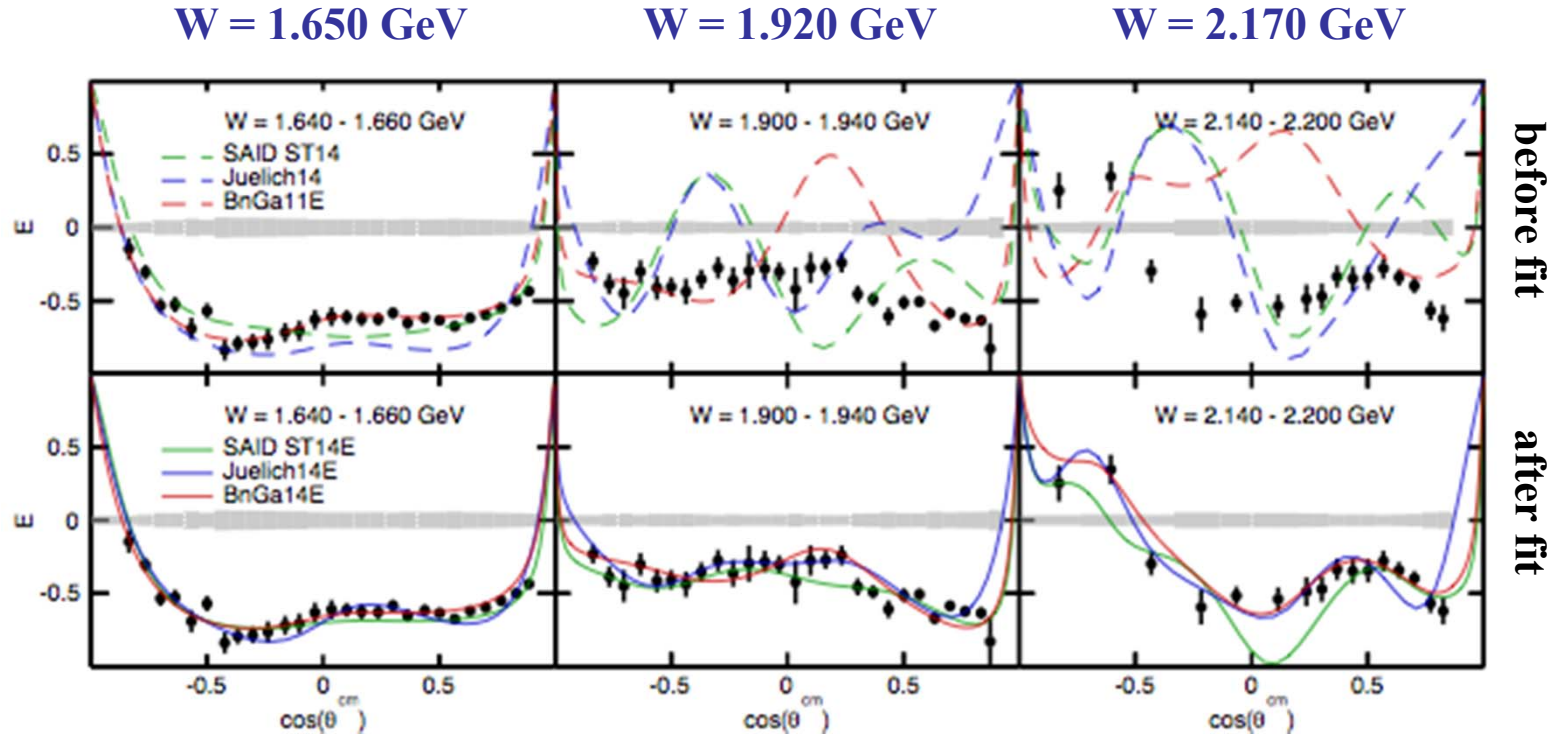 W = 1.650 GeV
W = 1.920 GeV
W = 2.170 GeV
W = 1.640 - 1.660 GeV
W = 1.900 - 1.940 GeV
W = 2.140 - 2.200 GeV
SAID ST14
Juelich14
BnGa11E
0.5
0
-0.5
E
before fit
W = 1.640 - 1.660 GeV
W = 1.900 - 1.940 GeV
W = 2.140 - 2.200 GeV
SAID ST14E
Juelich14E
BnGa14E
0.5
0
-0.5
E
after fit
-0.5 0 0.5 -0.5 0 0.5 -0.5 0 0.5
cos(θ^cm) cos(θ^cm) cos(θ^cm)